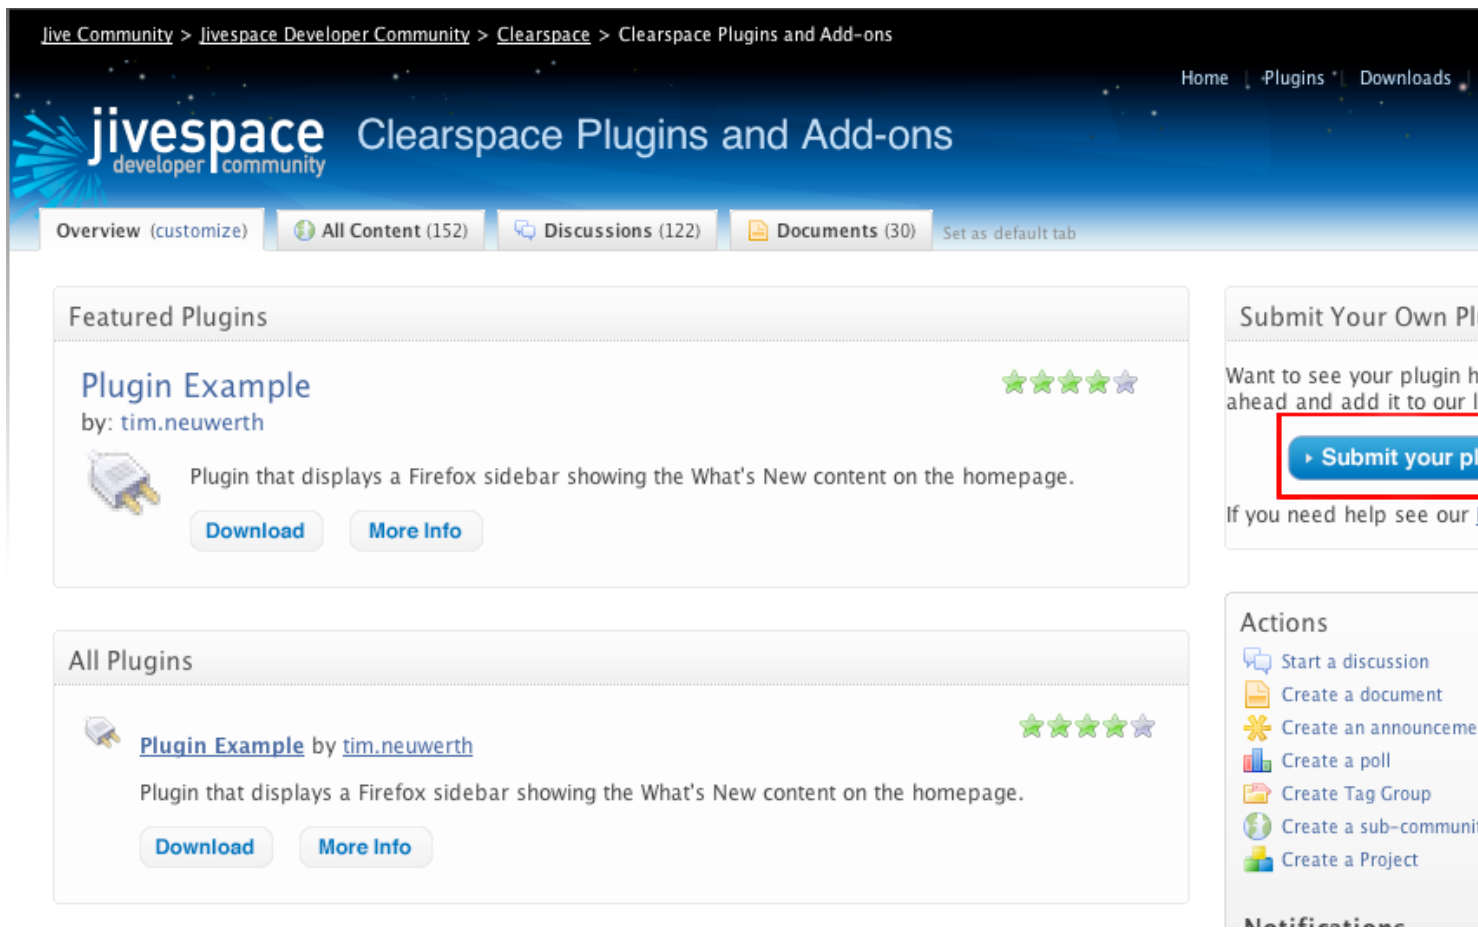 Jive Community > Jivespace Developer Community > Clearspace > Clearspace Plugins and Add-ons
Home | Plugins | Downloads |
jivespace
developer community
Clearspace Plugins and Add-ons
Overview (customize)
All Content (152)
Discussions (122)
Documents (30)
Set as default tab
Featured Plugins
Plugin Example
by: tim.neuwerth
Plugin that displays a Firefox sidebar showing the What's New content on the homepage.
Download
More Info
All Plugins
Plugin Example by tim.neuwerth
Plugin that displays a Firefox sidebar showing the What's New content on the homepage.
Download
More Info
Submit Your Own
Want to see your plugin
ahead and add it to our
Submit your
If you need help see our
Actions
Start a discussion
Create a document
Create an
Create a poll
Create Tag Group
Create a
Create a Project